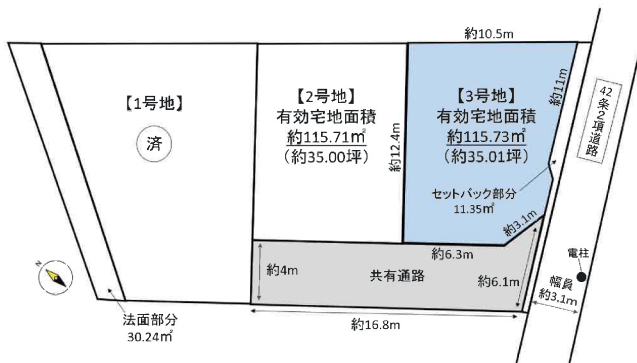 約10.5m
【1号地】
済
【2号地】
有効宅地面積
約115.71㎡
（約35.00坪）
約12.4m
【3号地】
有効宅地面積
約115.73㎡
（約35.01坪）
約11m
42条2項道路
セットバック部分
11.35㎡
約3.1m
約6.3m
約4m
共有通路
約6.1m
電柱
幅員
約3.1m
約16.8m
N
法面部分
30.24㎡